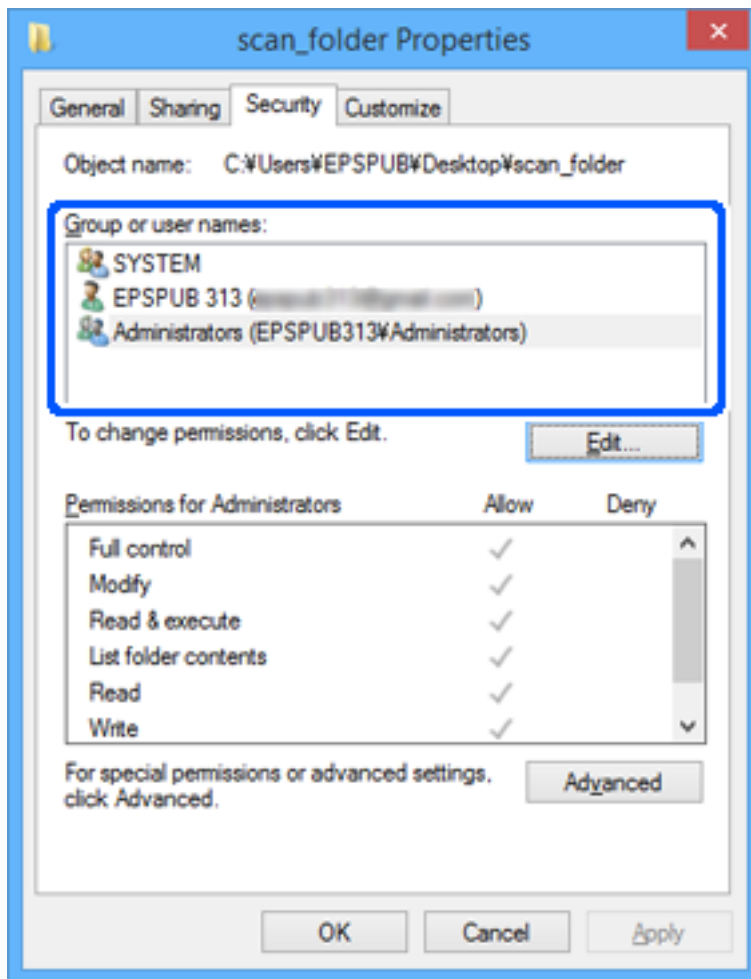 scan_folder Properties
General Sharing Security Customize
Object name: C:¥Users¥EPSPUB¥Desktop¥scan_folder
Group or user names:
SYSTEM
EPSPUB 313 ( )
Administrators (EPSPUB313¥Administrators)
To change permissions, click Edit.
Edit...
Permissions for Administrators Allow Deny
Full control
Modify
Read & execute
List folder contents
Read
Write
For special permissions or advanced settings,
click Advanced.
Advanced
OK Cancel Apply